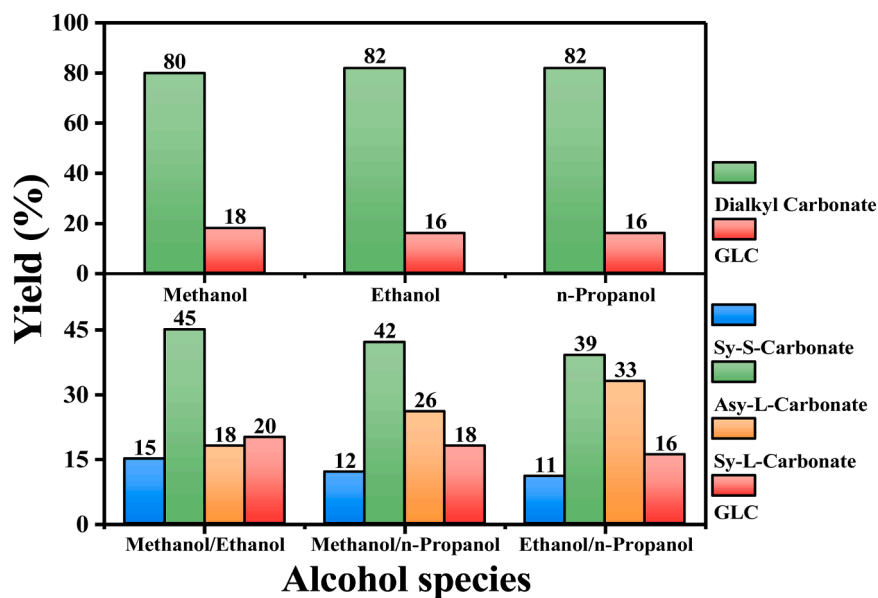 100
80
60
40
20
0
80
18
82
16
82
16
Methanol
Ethanol
n-Propanol
Dialkyl Carbonate
GLC
Yield (%)
45
30
15
0
15
45
18
20
12
42
26
18
11
39
33
16
Methanol/Ethanol
Methanol/n-Propanol
Ethanol/n-Propanol
Sy-S-Carbonate
Asy-L-Carbonate
Sy-L-Carbonate
GLC
Alcohol species